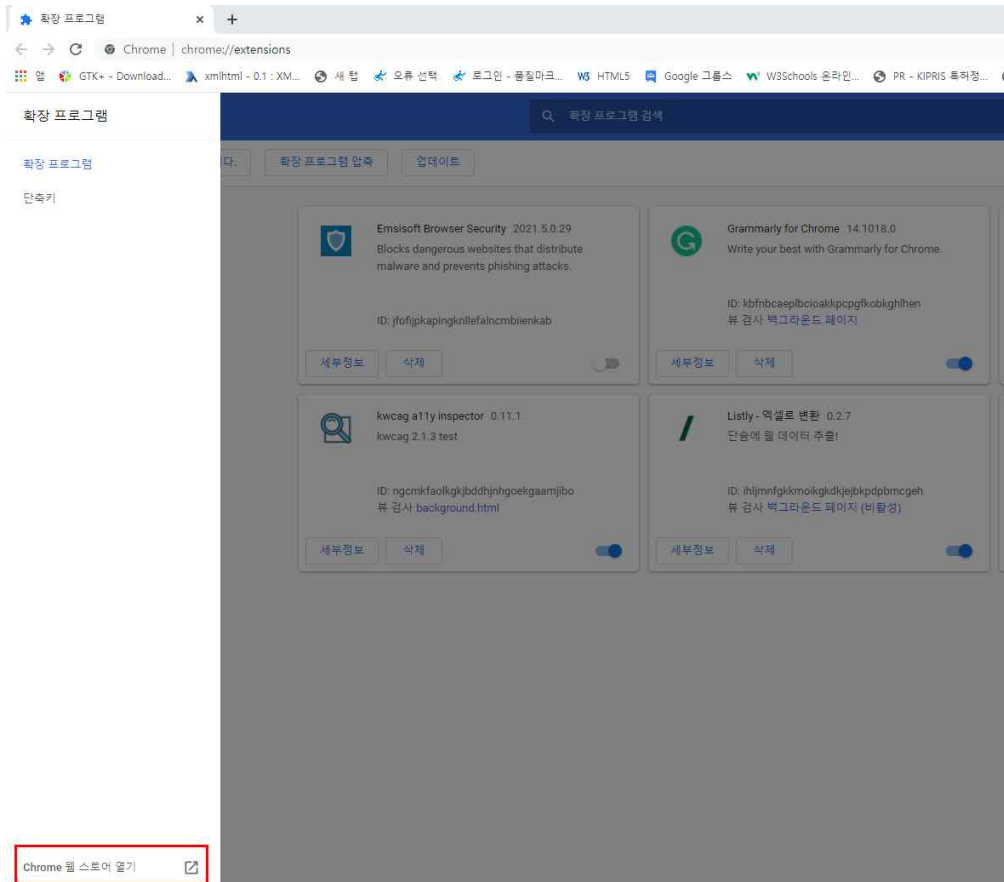 확장 프로그램
Chrome | chrome://extensions
앱 GTK+ - Download... xmlhtml - 0.1 : XM... 새 탭 오류 선택 로그인 - 품질마크... W3 HTML5 Google 그룹스 W3Schools 온라인... PR - KIPRIS 특허정...
확장 프로그램
확장 프로그램 검색
확장 프로그램
니다. 확장 프로그램 압축 업데이트
단축키
Emsisoft Browser Security 2021.5.0.29
Blocks dangerous websites that distribute
malware and prevents phishing attacks.
ID: jfofijpkapingknllefalncmbiienkab
세부정보 삭제
Grammarly for Chrome 14.1018.0
Write your best with Grammarly for Chrome.
ID: kbfnbcaeplbcioakkpcpgfkobkghlhen
뷰 검사 백그라운드 페이지
세부정보 삭제
kwcag a11y inspector 0.11.1
kwcag 2.1.3 test
ID: ngcmkfaolkgkjbddhjnhgoekgaamjibo
뷰 검사 background.html
세부정보 삭제
Listly - 엑셀로 변환 0.2.7
단숨에 웹 데이터 추출!
ID: ihljmnfgkkmoikgkdkjejbkpdpbmcgeh
뷰 검사 백그라운드 페이지 (비활성)
세부정보 삭제
Chrome 웹 스토어 열기